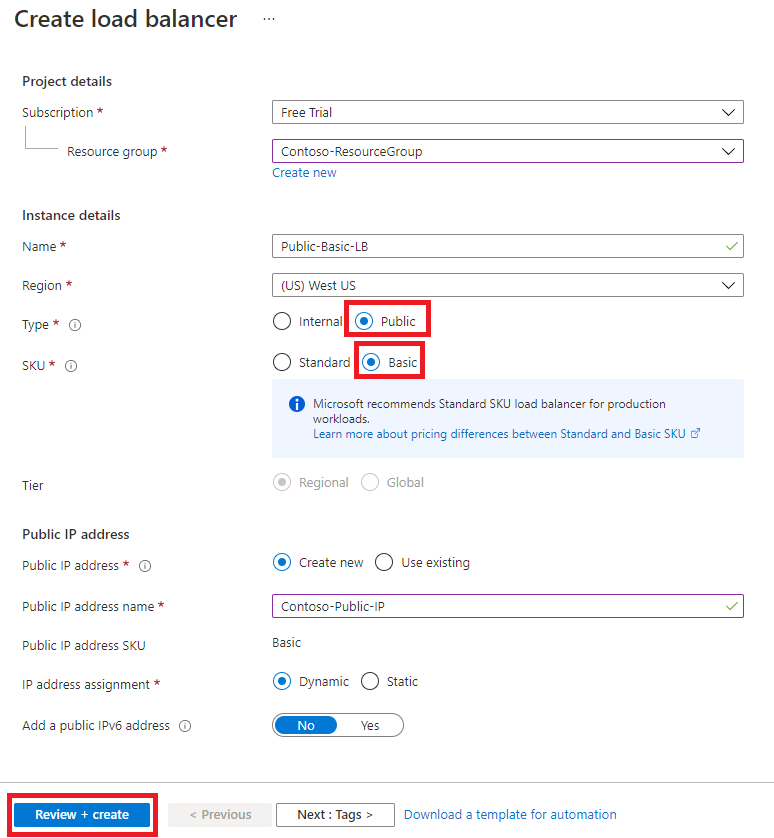 Create load balancer ...
Project details
Subscription *
Free Trial
Resource group *
Contoso-ResourceGroup
Create new
Instance details
Name *
Public-Basic-LB
Region *
(US) West US
Type *
Internal Public
SKU *
Standard Basic
Microsoft recommends Standard SKU load balancer for production
workloads.
Learn more about pricing differences between Standard and Basic SKU
Tier
Regional Global
Public IP address
Public IP address *
Create new Use existing
Public IP address name *
Contoso-Public-IP
Public IP address SKU
Basic
IP address assignment *
Dynamic Static
Add a public IPv6 address
No Yes
Review + create
< Previous
Next : Tags >
Download a template for automation